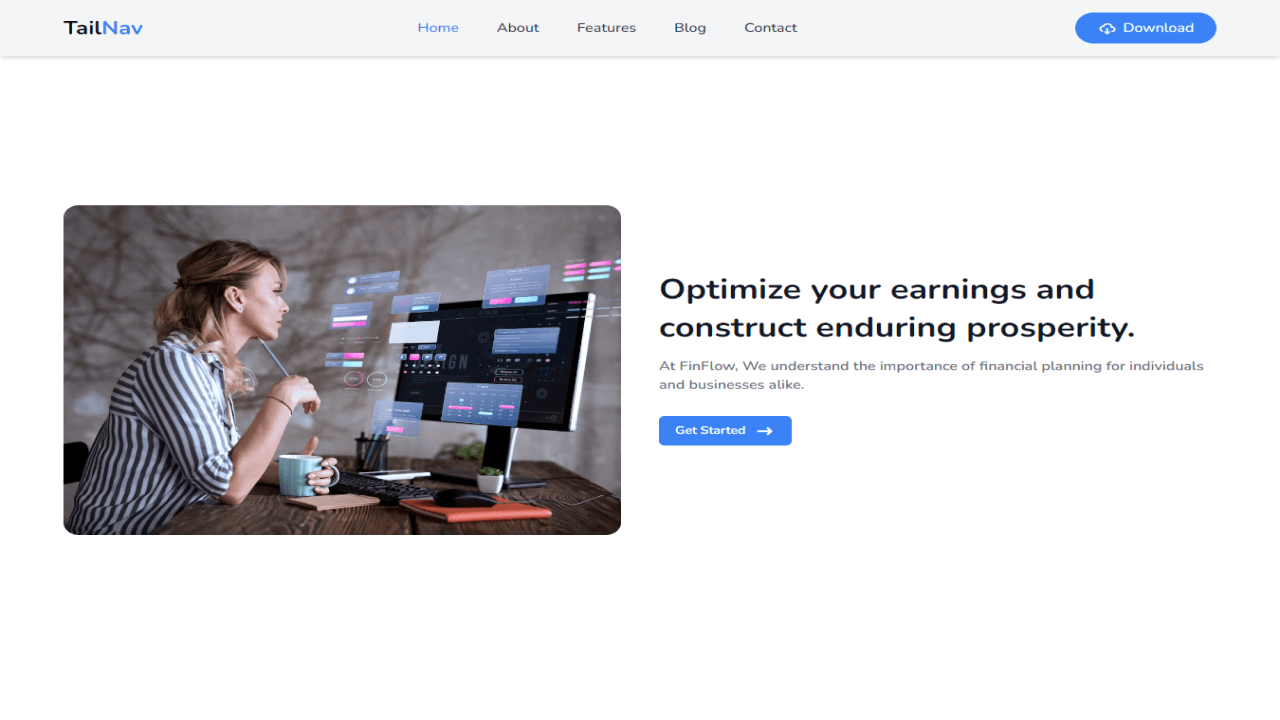 TailNav
Home About Features Blog Contact
Download
Optimize your earnings and
construct enduring prosperity.
At FinFlow, We understand the importance of financial planning for individuals
and businesses alike.
Get Started